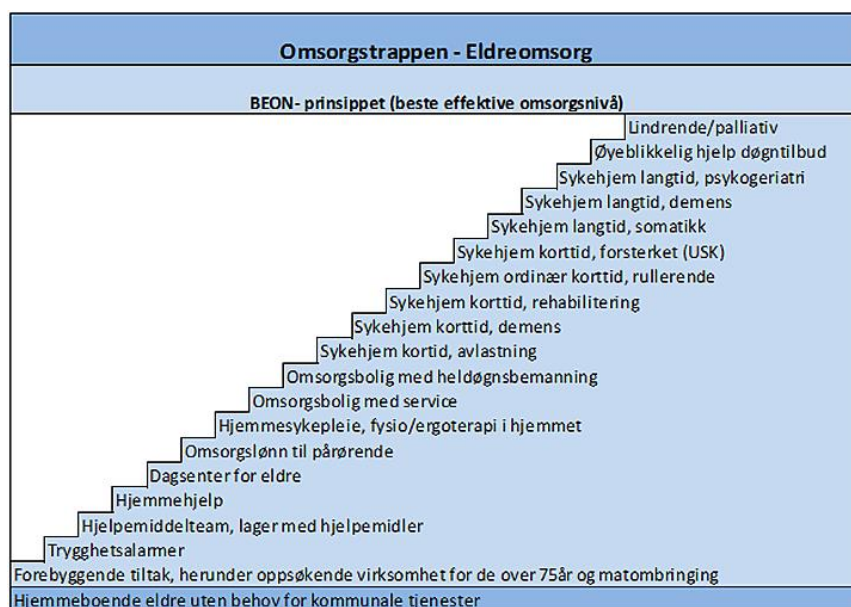 Omsorgstrappen - Eldreomsorg
BEON- prinsippet (beste effektive omsorgsnivå)
Lindrende/palliativ
Øyeblikkelig hjelp døgntilbud
Sykehjem langtid, psykogeriatri
Sykehjem langtid, demens
Sykehjem langtid, somatikk
Sykehjem korttid, forsterket (USK)
Sykehjem ordinær korttid, rullerende
Sykehjem korttid, rehabilitering
Sykehjem korttid, demens
Sykehjem kortid, avlastning
Omsorgsbolig med heldøgnsbemanning
Omsorgsbolig med service
Hjemmesykepleie, fysio/ergoterapi i hjemmet
Omsorgslønn til pårørende
Dagsenter for eldre
Hjemmehjelp
Hjelpemiddelteam, lager med hjelpemidler
Trygghetsalarmer
Forebyggende tiltak, herunder oppsøkende virksomhet for de over 75år og matombringing
Hjemmeboende eldre uten behov for kommunale tjenester